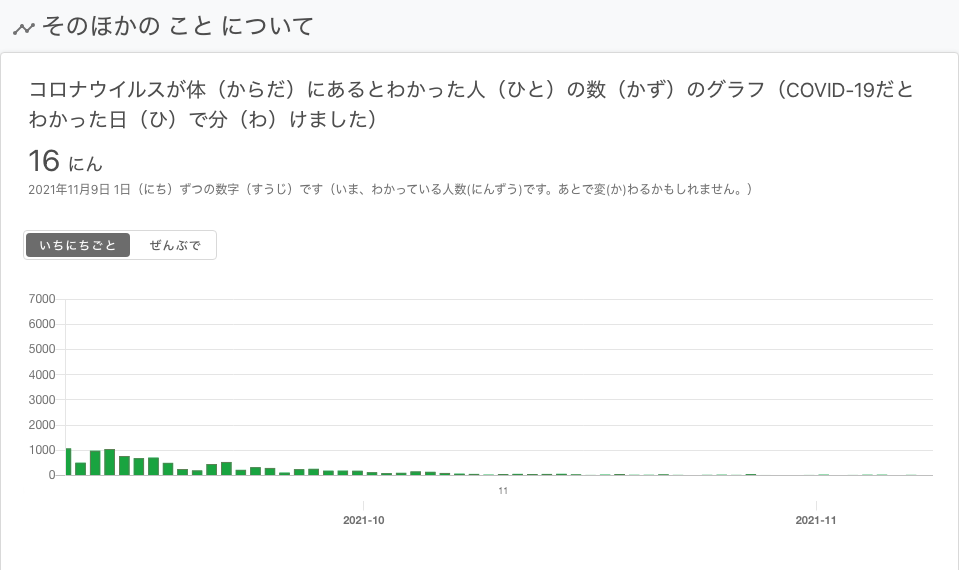 そのほかの こと について
コロナウイルスが体（からだ）にあるとわかった人（ひと）の数（かず）のグラフ（COVID-19だと
わかった日（ひ）で分（わ）けました）
16 にん
2021年11月9日 1日（にち）ずつの数字（すうじ）です（いま、わかっている人数(にんずう)です。あとで変(か)わるかもしれません。）
いちにちごと ぜんぶで
7000
6000
5000
4000
3000
2000
1000
0
11
2021-10 2021-11